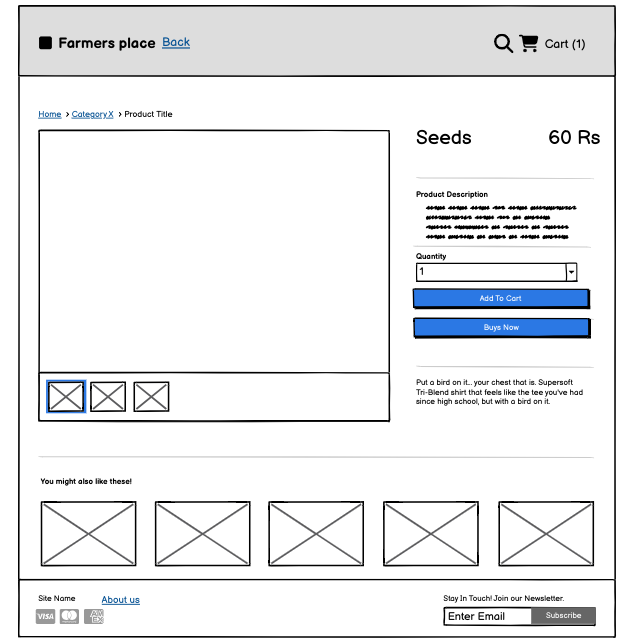 Farmers place Back Cart (1)
Home > Category X > Product Title
Seeds 60 Rs
Product Description
Quantity
1
Add To Cart
Buys Now
Put a bird on it... your chest that is. Supersoft
Tri-Blend shirt that feels like the tee you've had
since high school, but with a bird on it.
You might also like these!
Site Name About us
VISA
AM
EX
Stay In Touch! Join our Newsletter.
Enter Email Subscribe